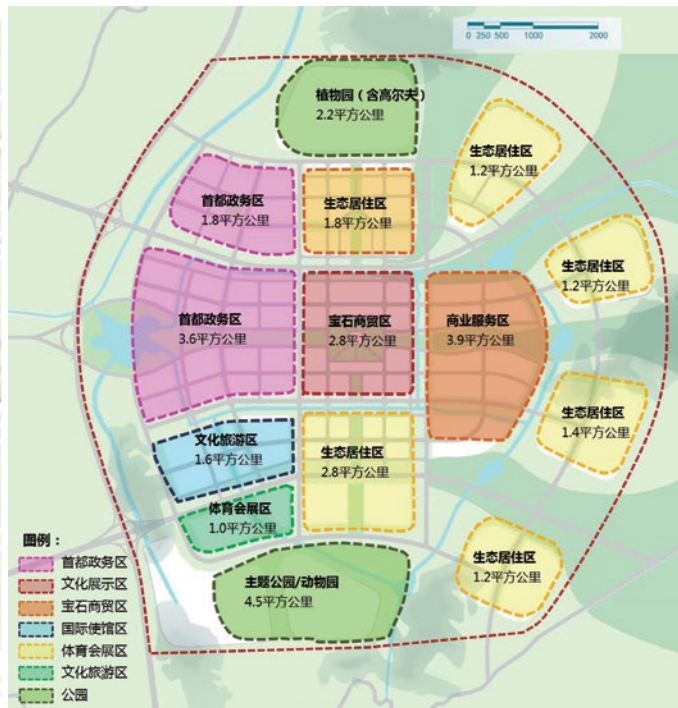 0 250 500 1000 2000
植物园（含高尔夫）
2.2平方公里
生态居住区
1.2平方公里
首都政务区
1.8平方公里
生态居住区
1.8平方公里
生态居住区
1.2平方公里
首都政务区
3.6平方公里
宝石商贸区
2.8平方公里
商业服务区
3.9平方公里
生态居住区
1.4平方公里
文化旅游区
1.6平方公里
生态居住区
2.8平方公里
体育会展区
1.0平方公里
生态居住区
1.2平方公里
主题公园/动物园
4.5平方公里
图例：
首都政务区
文化展示区
宝石商贸区
国际使馆区
体育会展区
文化旅游区
公园